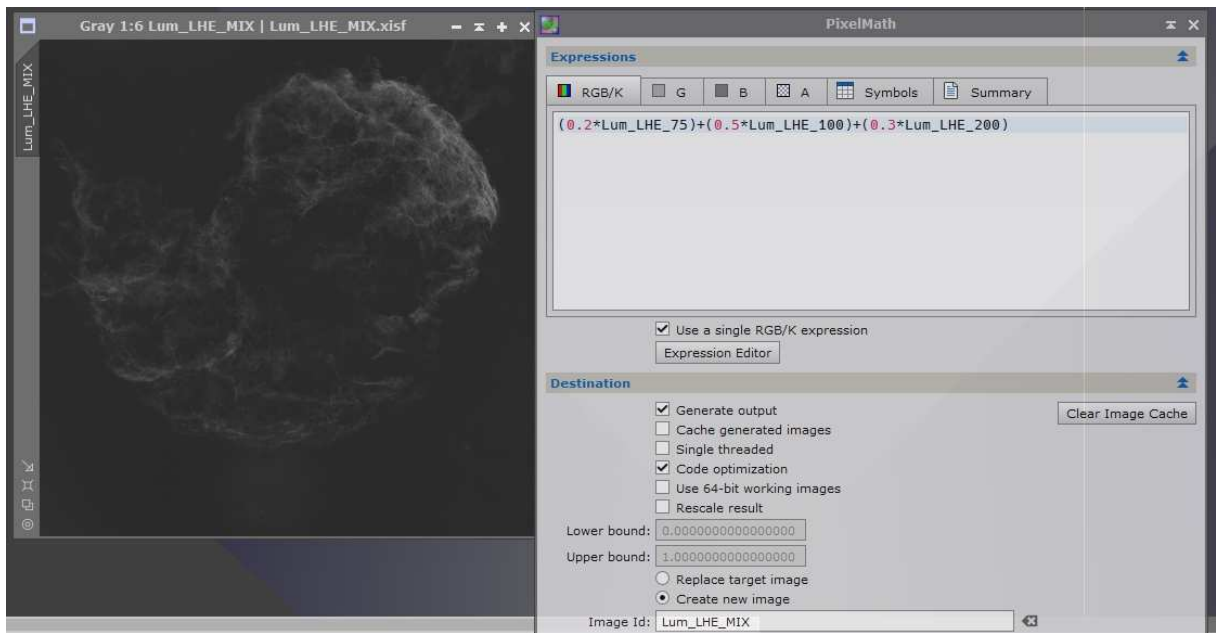 Gray 1:6 Lum_LHE_MIX | Lum_LHE_MIX.xisf
Lum_LHE_MIX
PixelMath
Expressions
RGB/K G B A Symbols Summary
(0.2*Lum_LHE_75)+(0.5*Lum_LHE_100)+(0.3*Lum_LHE_200)
Use a single RGB/K expression
Expression Editor
Destination
Generate output
Clear Image Cache
Cache generated images
Single threaded
Code optimization
Use 64-bit working images
Rescale result
Lower bound: 0.0000000000000000
Upper bound: 1.0000000000000000
Replace target image
Create new image
Image Id: Lum_LHE_MIX